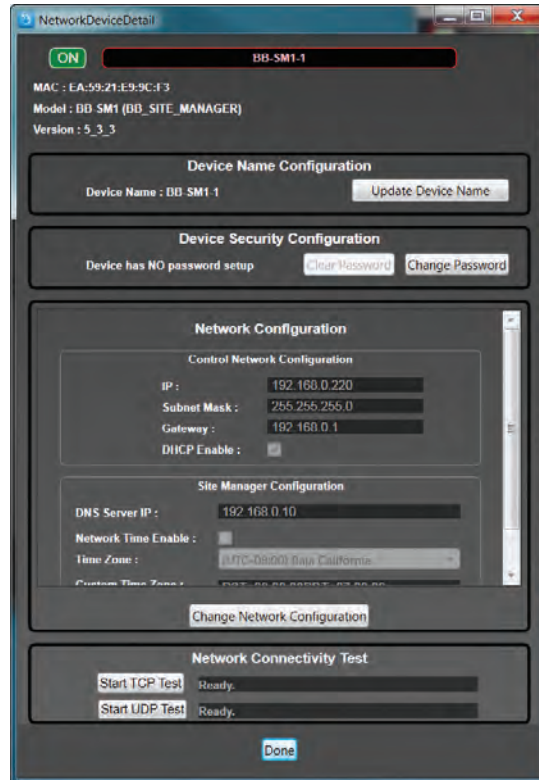 NetworkDeviceDetail
ON
BB-SM1-1
MAC : EA:59:21:E9:9C:F3
Model : BB-SM1 (BB_SITE_MANAGER)
Version : 5_3_3
Device Name Configuration
Device Name : BB-SM1-1
Update Device Name
Device Security Configuration
Device has NO password setup
Clear Password
Change Password
Network Configuration
Control Network Configuration
IP : 192.168.0.220
Subnet Mask : 255.255.255.0
Gateway : 192.168.0.1
DHCP Enable :
Site Manager Configuration
DNS Server IP : 192.168.0.10
Network Time Enable :
Time Zone : (UTC-08:00) Baja California
Custom Time Zone :
Change Network Configuration
Network Connectivity Test
Start TCP Test Ready.
Start UDP Test Ready.
Done